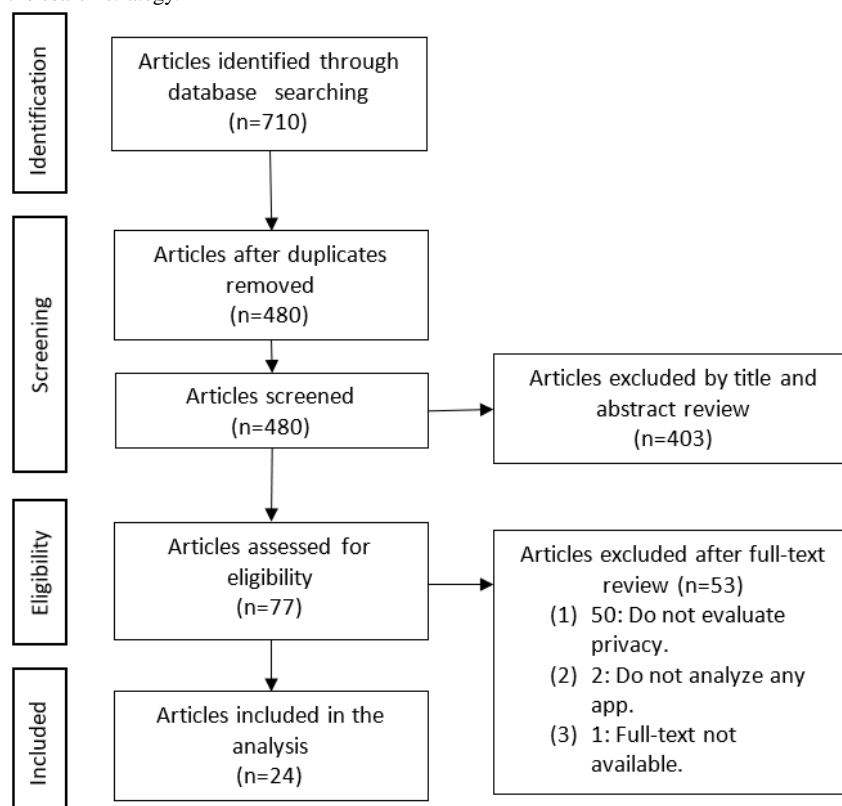 Identification
Articles identified through
database searching
(n=710)
Screening
Articles after duplicates
removed
(n=480)
Articles screened
(n=480)
Articles excluded by title and
abstract review
(n=403)
Eligibility
Articles assessed for
eligibility
(n=77)
Articles excluded after full-text
review (n=53)
(1) 50: Do not evaluate
privacy.
(2) 2: Do not analyze any
app.
(3) 1: Full-text not
available.
Included
Articles included in the
analysis
(n=24)